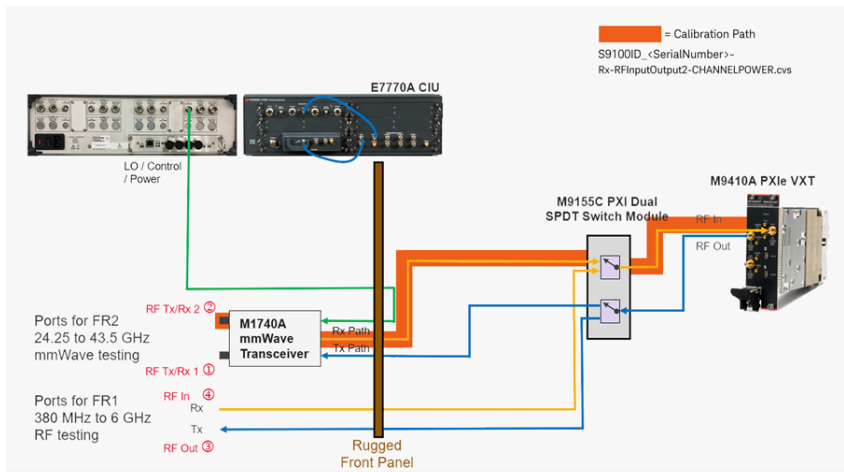 = Calibration Path
S9100ID_<SerialNumber>-
Rx-RFInputOutput2-CHANNELPOWER.cvs
E7770A CIU
LO / Control
/ Power
M9155C PXI Dual
SPDT Switch Module
M9410A PXIe VXT
RF In
RF Out
RF Tx/Rx 2 ②
Ports for FR2
24.25 to 43.5 GHz
mmWave testing
M1740A
mmWave
Transceiver
Rx Path
Tx Path
RF Tx/Rx 1 ①
Ports for FR1
380 MHz to 6 GHz
RF testing
RF In ④
Rx
Tx
RF Out ③
Rugged
Front Panel